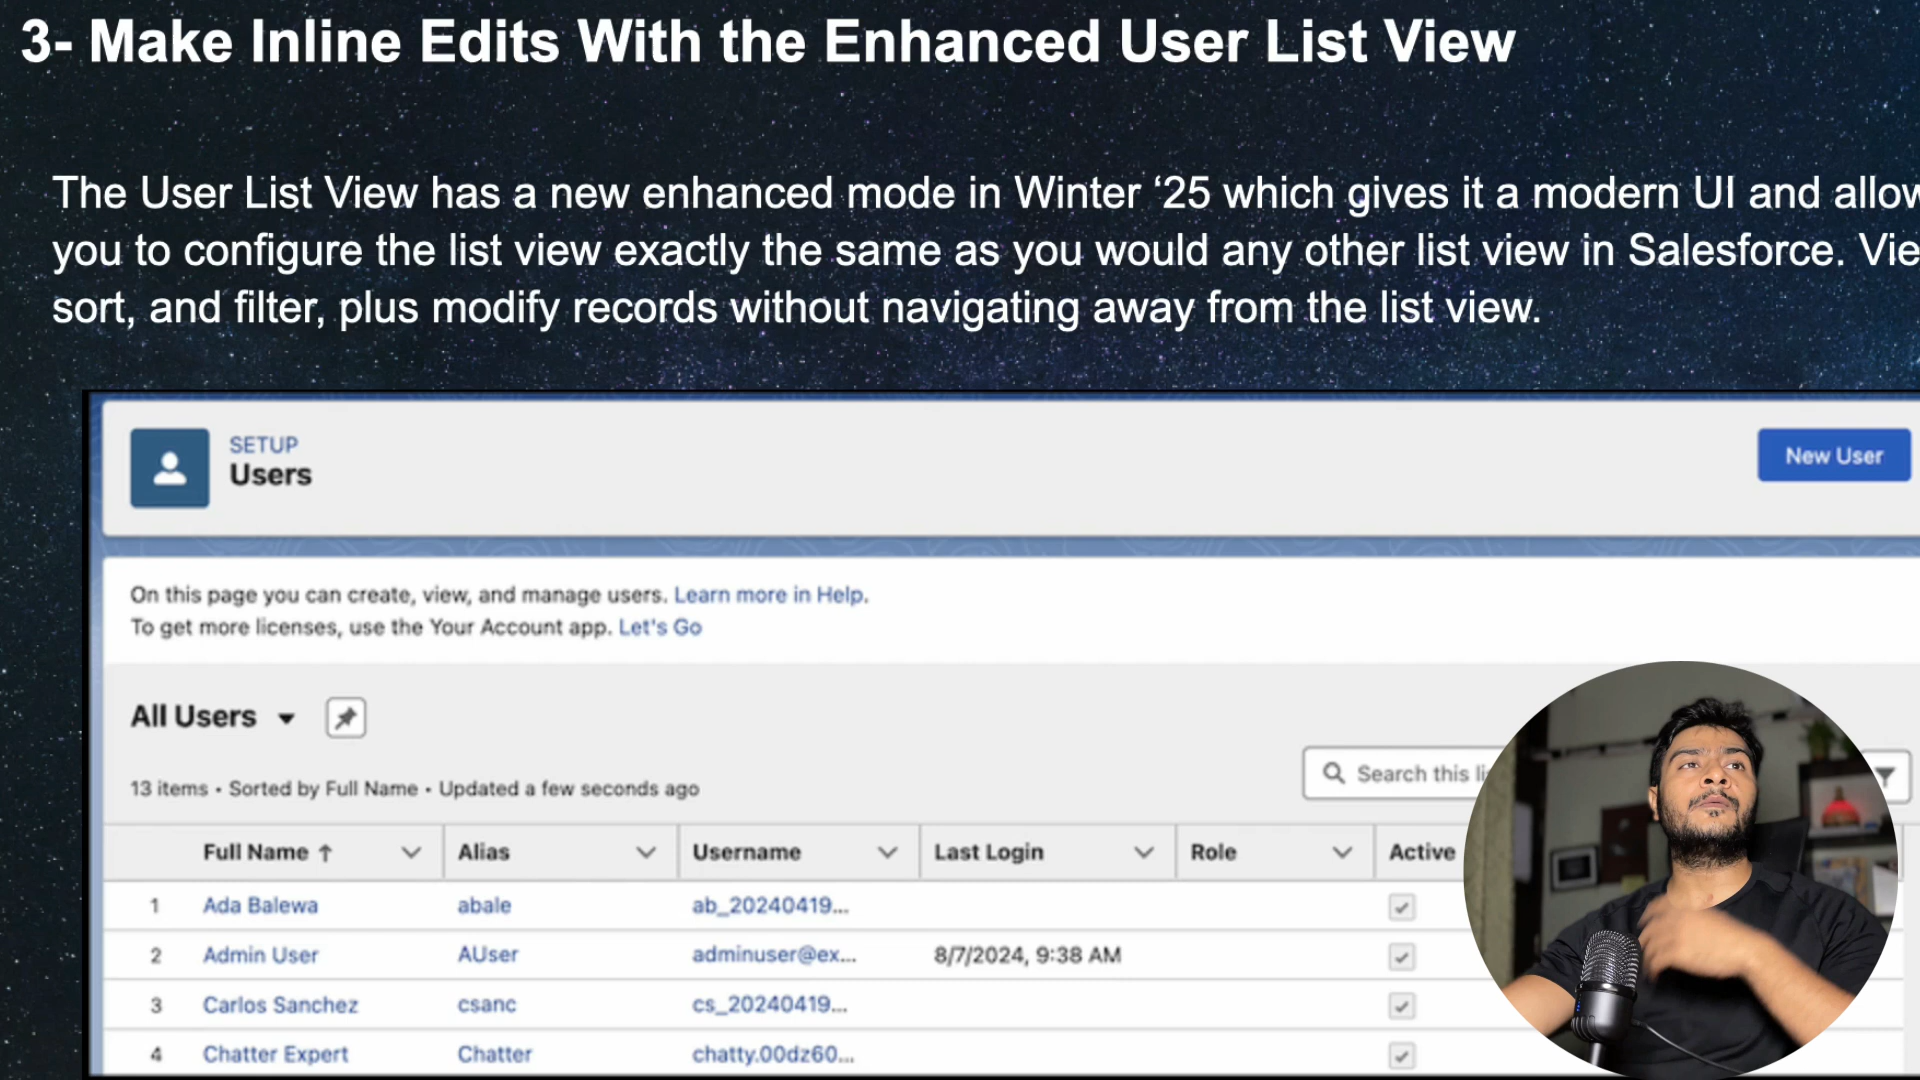 3- Make Inline Edits With the Enhanced User List View
The User List View has a new enhanced mode in Winter ‘25 which gives it a modern UI and allow
you to configure the list view exactly the same as you would any other list view in Salesforce. Vie
sort, and filter, plus modify records without navigating away from the list view.
SETUP
Users
New User
On this page you can create, view, and manage users. Learn more in Help.
To get more licenses, use the Your Account app. Let's Go
All Users
13 items • Sorted by Full Name • Updated a few seconds ago
Search this li
Full Name ↑ Alias Username Last Login Role Active
1 Ada Balewa abale ab_20240419...
2 Admin User AUser adminuser@ex... 8/7/2024, 9:38 AM
3 Carlos Sanchez csanc cs_20240419...
4 Chatter Expert Chatter chatty.00dz60...